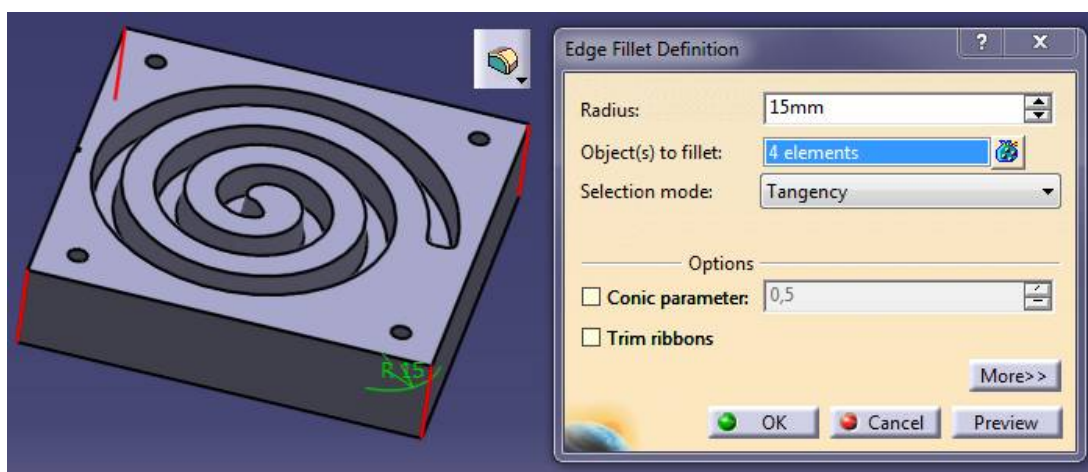 Edge Fillet Definition
? X
Radius: 15mm
Object(s) to fillet: 4 elements
Selection mode: Tangency
Options
Conic parameter: 0,5
Trim ribbons
More>>
OK Cancel Preview
R 15